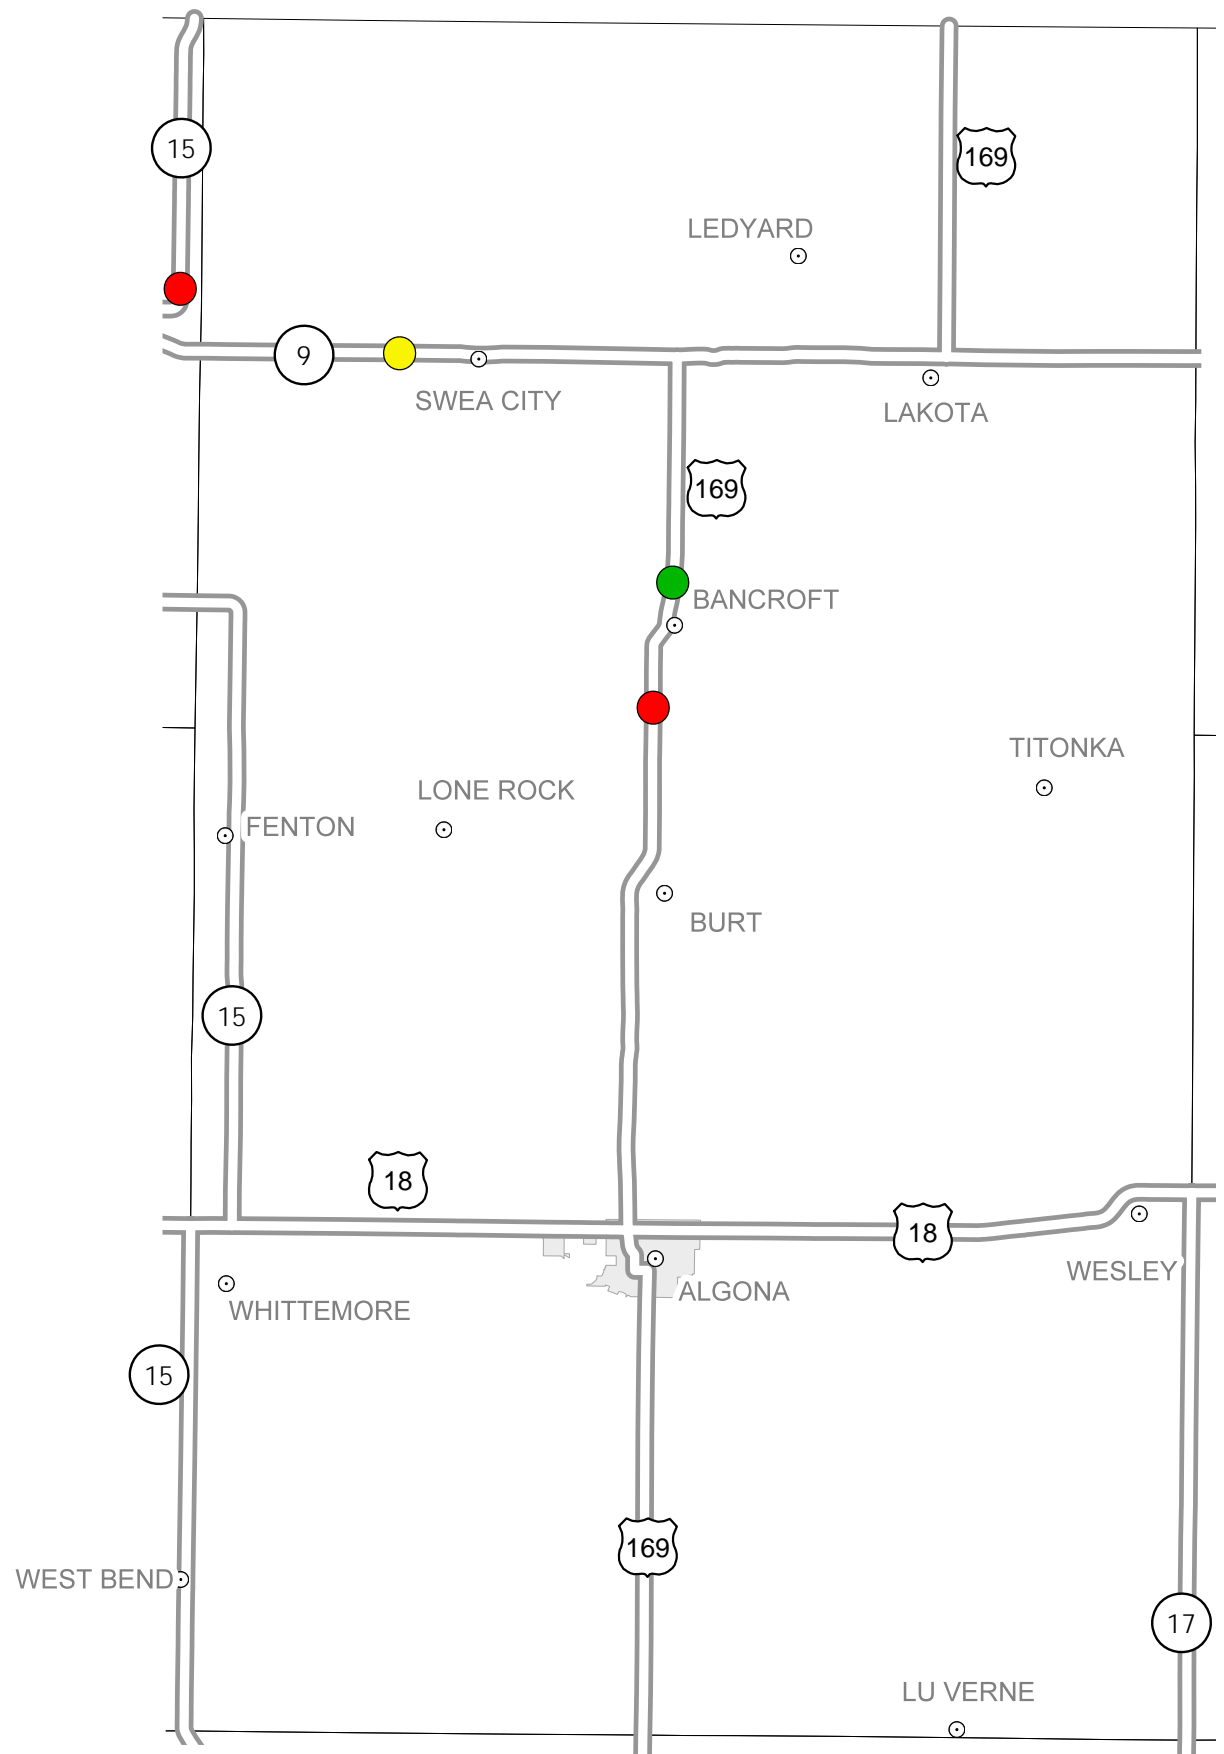 15
169
LEDYARD
9
SWEA CITY
LAKOTA
169
BANCROFT
TITONKA
LONE ROCK
FENTON
BURT
15
18
18
WESLEY
ALGONA
WHITTEMORE
15
169
WEST BEND
17
LU VERNE